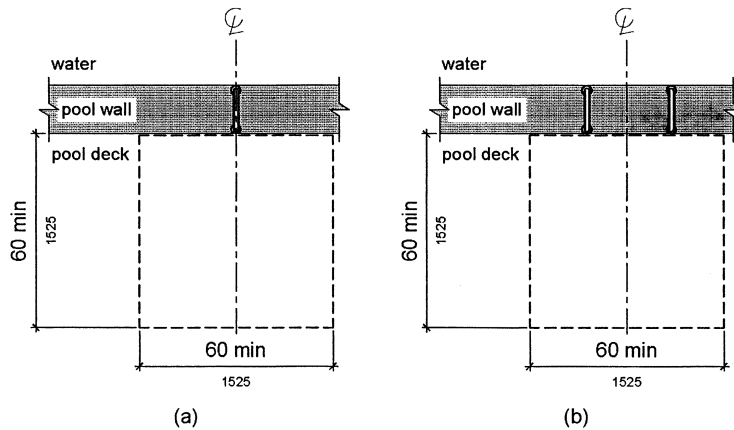 ℄
water
pool wall
pool deck
60 min
1525
60 min
1525
(a)
℄
water
pool wall
pool deck
60 min
1525
60 min
1525
(b)